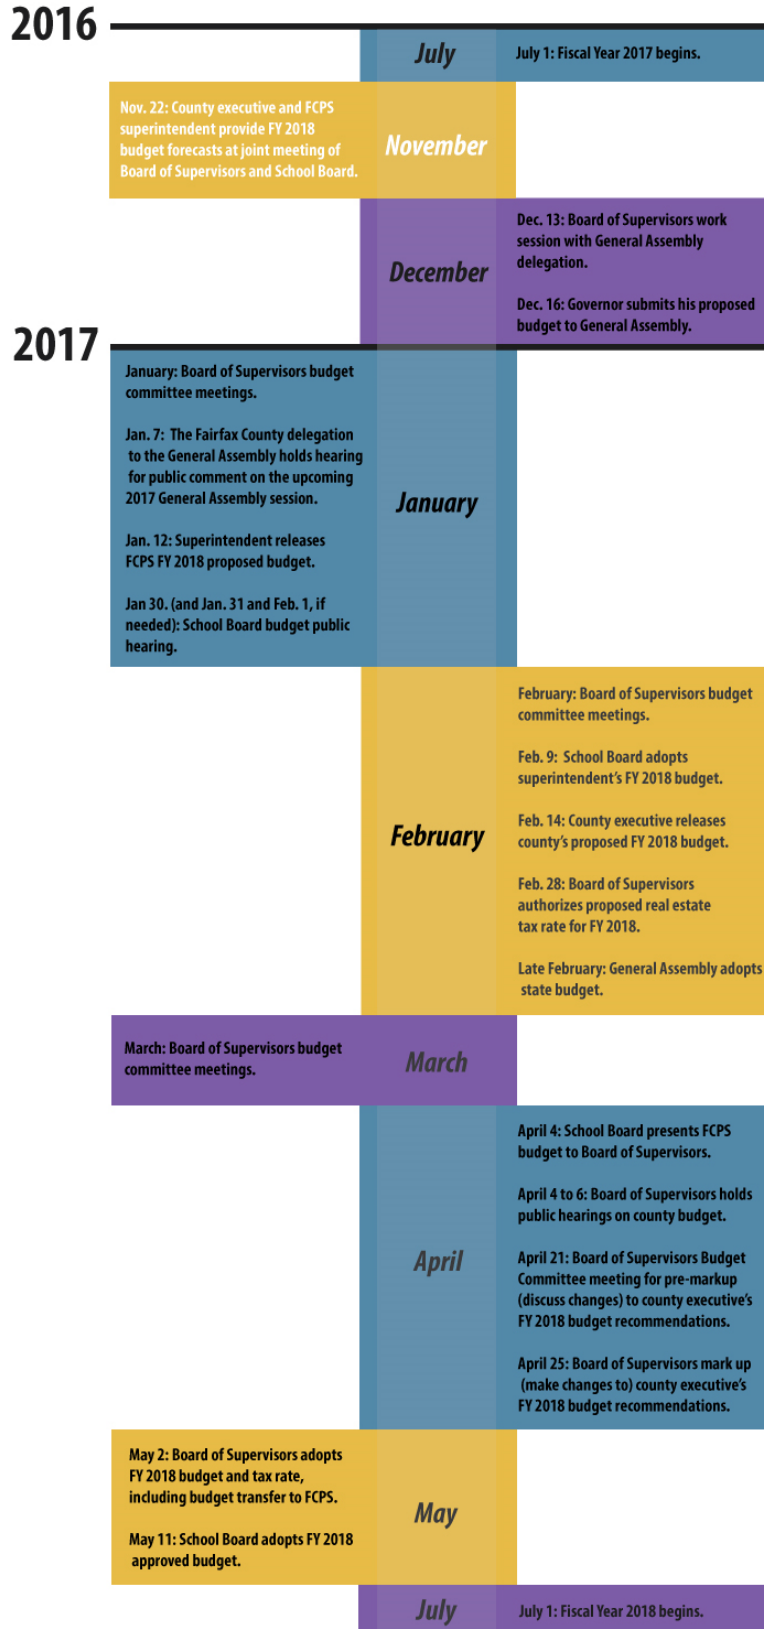 2016
July
July 1: Fiscal Year 2017 begins.
Nov. 22: County executive and FCPS
superintendent provide FY 2018
budget forecasts at joint meeting of
Board of Supervisors and School Board.
November
December
Dec. 13: Board of Supervisors work
session with General Assembly
delegation.
Dec. 16: Governor submits his proposed
budget to General Assembly.
2017
January: Board of Supervisors budget
committee meetings.
Jan. 7: The Fairfax County delegation
to the General Assembly holds hearing
for public comment on the upcoming
2017 General Assembly session.
Jan. 12: Superintendent releases
FCPS FY 2018 proposed budget.
Jan 30. (and Jan. 31 and Feb. 1, if
needed): School Board budget public
hearing.
January
February
February: Board of Supervisors budget
committee meetings.
Feb. 9: School Board adopts
superintendent's FY 2018 budget.
Feb. 14: County executive releases
county's proposed FY 2018 budget.
Feb. 28: Board of Supervisors
authorizes proposed real estate
tax rate for FY 2018.
Late February: General Assembly adopts
state budget.
March: Board of Supervisors budget
committee meetings.
March
April
April 4: School Board presents FCPS
budget to Board of Supervisors.
April 4 to 6: Board of Supervisors holds
public hearings on county budget.
April 21: Board of Supervisors Budget
Committee meeting for pre-markup
(discuss changes) to county executive's
FY 2018 budget recommendations.
April 25: Board of Supervisors mark up
(make changes to) county executive's
FY 2018 budget recommendations.
May 2: Board of Supervisors adopts
FY 2018 budget and tax rate,
including budget transfer to FCPS.
May 11: School Board adopts FY 2018
approved budget.
May
July
July 1: Fiscal Year 2018 begins.